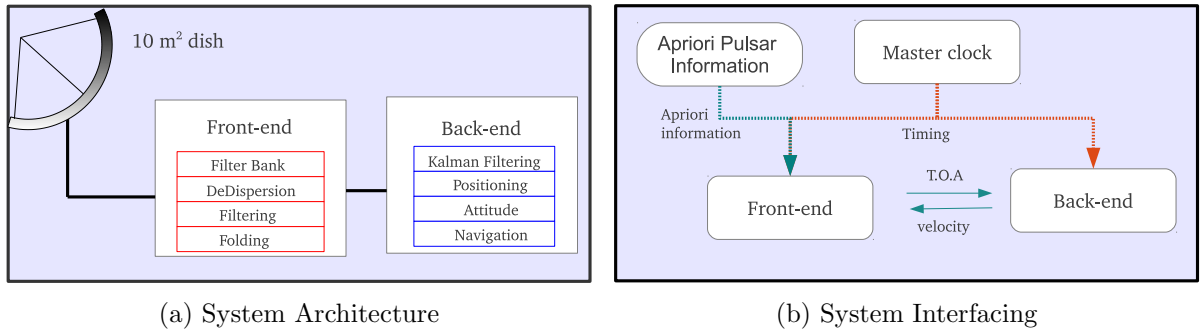 10 m² dish
Front-end
Filter Bank
DeDispersion
Filtering
Folding
Back-end
Kalman Filtering
Positioning
Attitude
Navigation
(a) System Architecture
Apriori Pulsar
Information
Master clock
Apriori
information
Timing
Front-end
T.O.A
velocity
Back-end
(b) System Interfacing